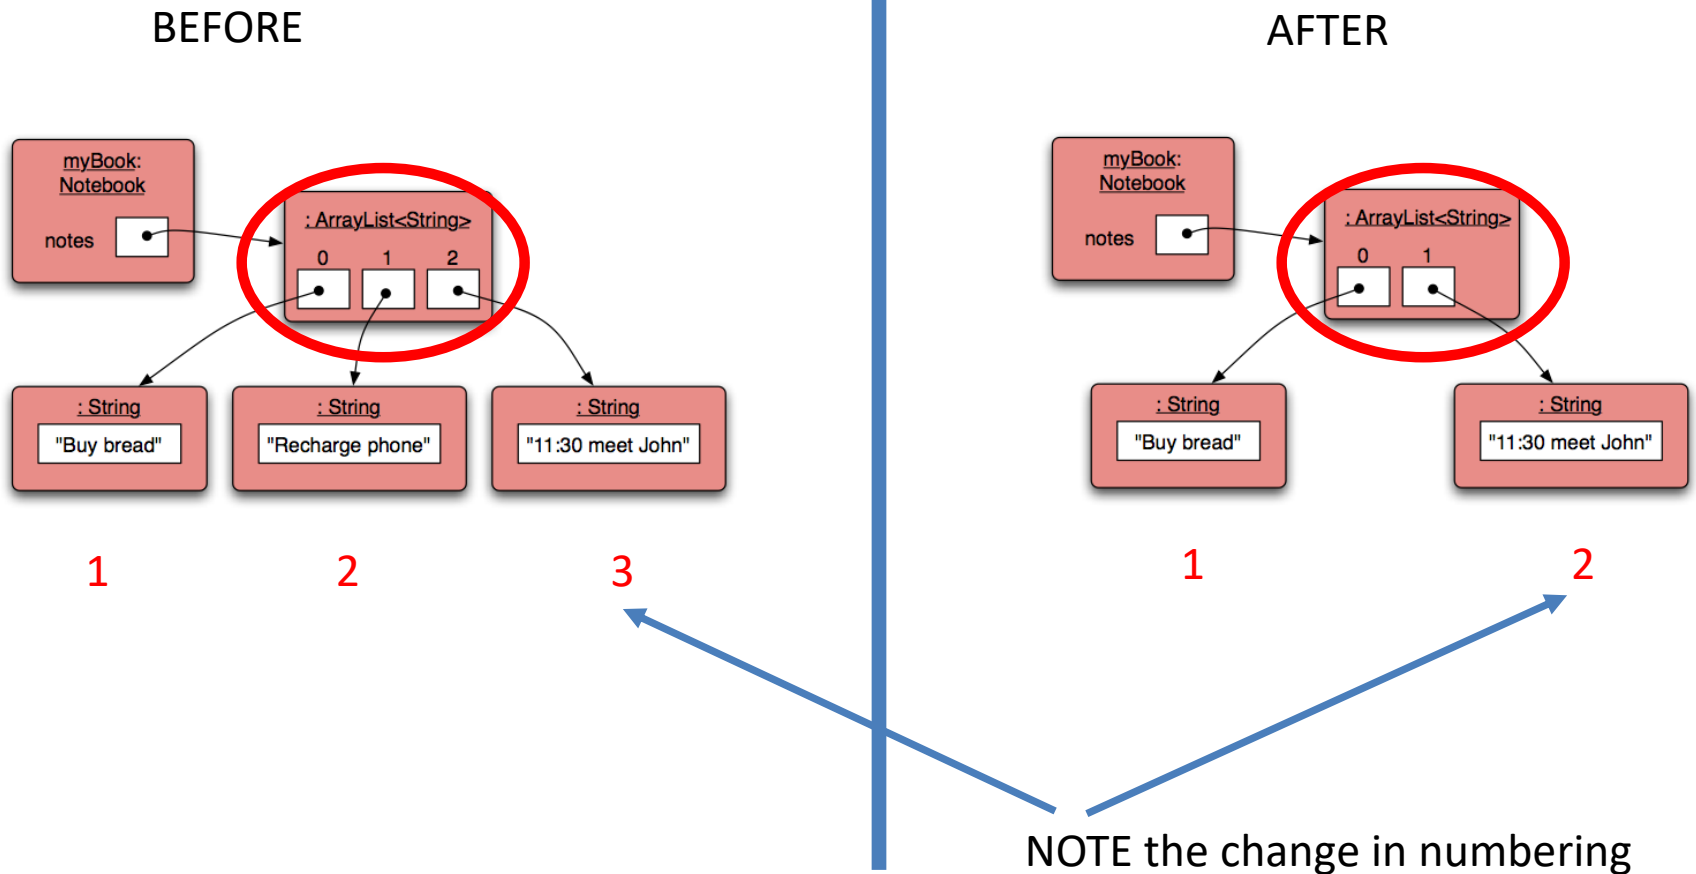 BEFORE
myBook:
Notebook
notes
: ArrayList<String>
0 1 2
: String
"Buy bread"
: String
"Recharge phone"
: String
"11:30 meet John"
1 2 3
AFTER
myBook:
Notebook
notes
: ArrayList<String>
0 1
: String
"Buy bread"
: String
"11:30 meet John"
1 2
NOTE the change in numbering